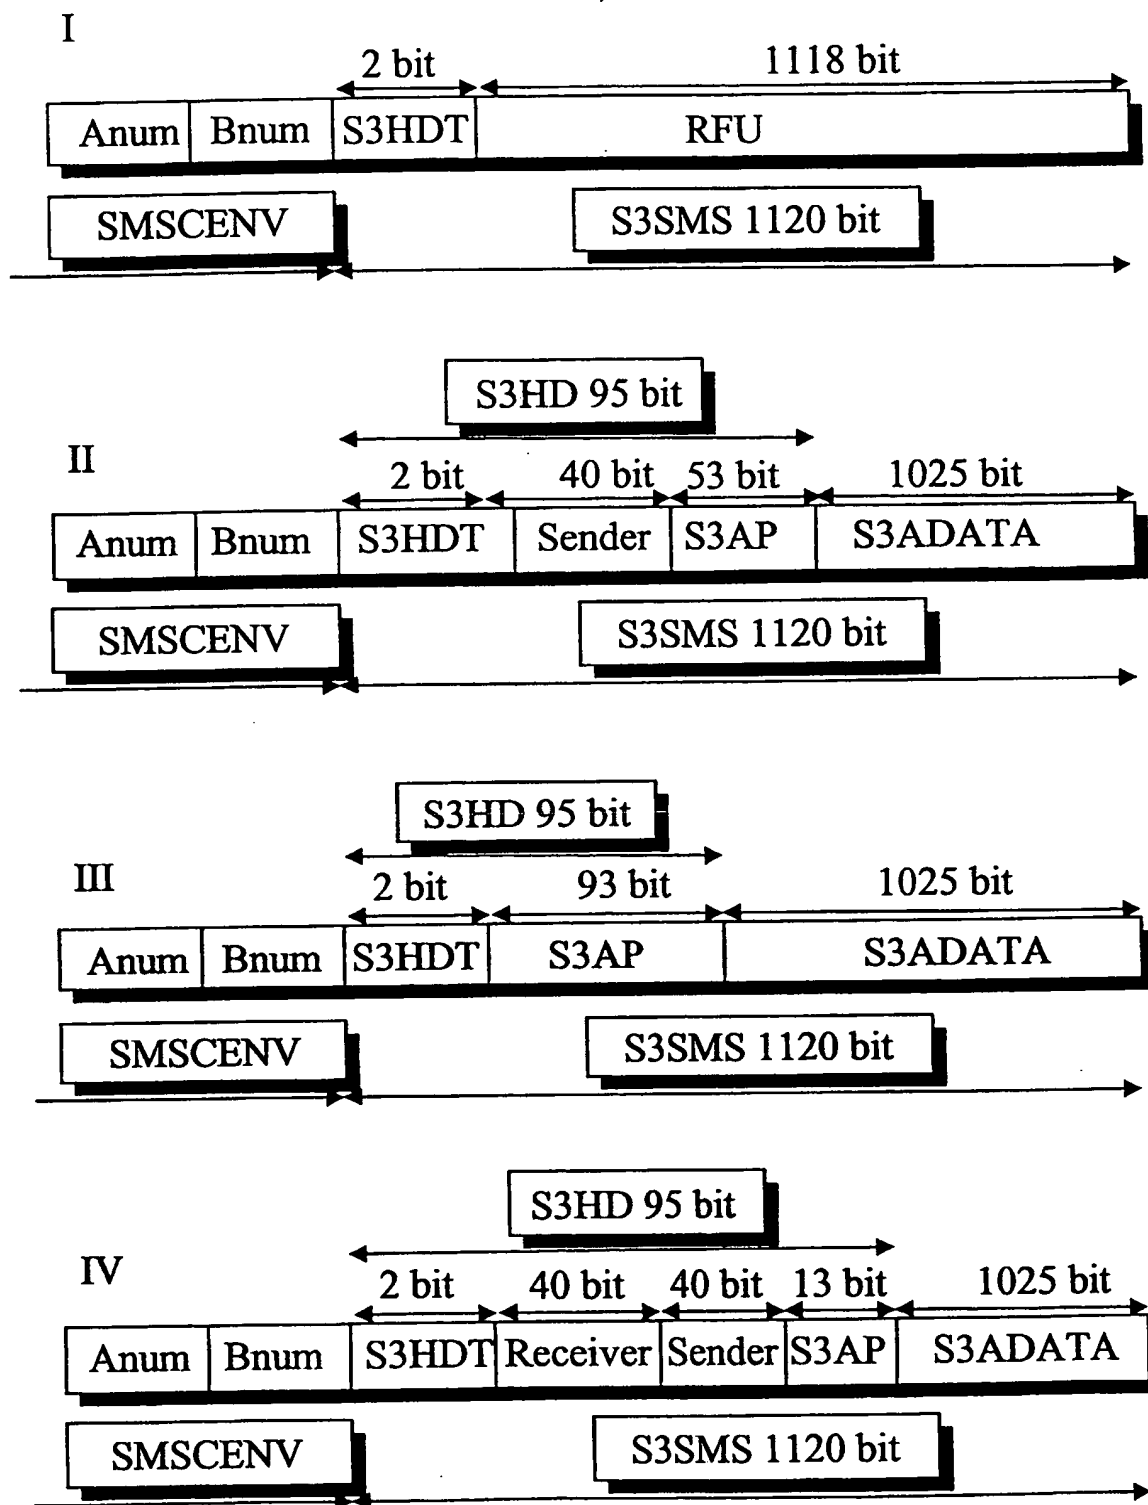 I
2 bit 1118 bit
Anum Bnum S3HDT RFU
SMSCENV S3SMS 1120 bit
S3HD 95 bit
II
2 bit 40 bit 53 bit 1025 bit
Anum Bnum S3HDT Sender S3AP S3ADATA
SMSCENV S3SMS 1120 bit
S3HD 95 bit
III
2 bit 93 bit 1025 bit
Anum Bnum S3HDT S3AP S3ADATA
SMSCENV S3SMS 1120 bit
S3HD 95 bit
IV
2 bit 40 bit 40 bit 13 bit 1025 bit
Anum Bnum S3HDT Receiver Sender S3AP S3ADATA
SMSCENV S3SMS 1120 bit